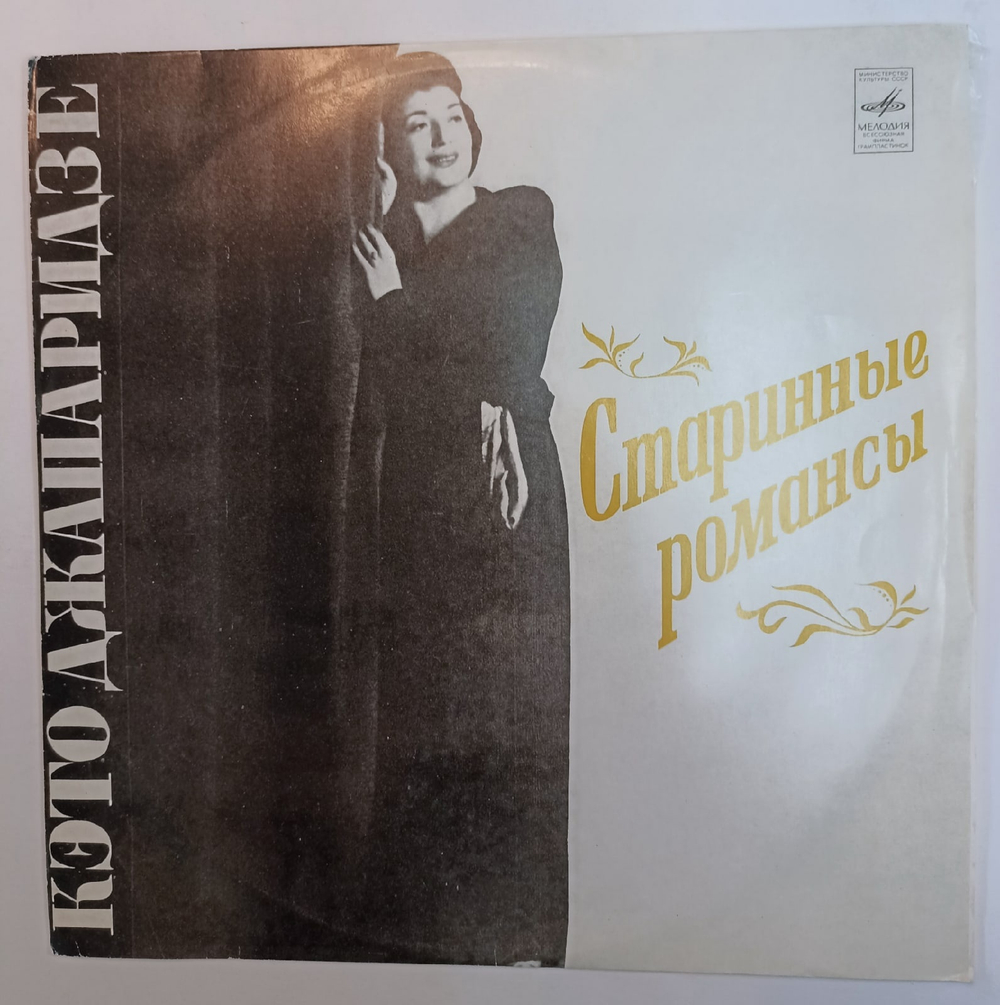 КЭТО ДЖАПАРИДЗЕ
МИНИСТЕРСТВО
КУЛЬТУРЫ СССР
МЕЛОДИЯ
ВСЕСОЮЗНАЯ
ФИРМА
ГРАМПЛАСТИНОК
Старинные
романсы